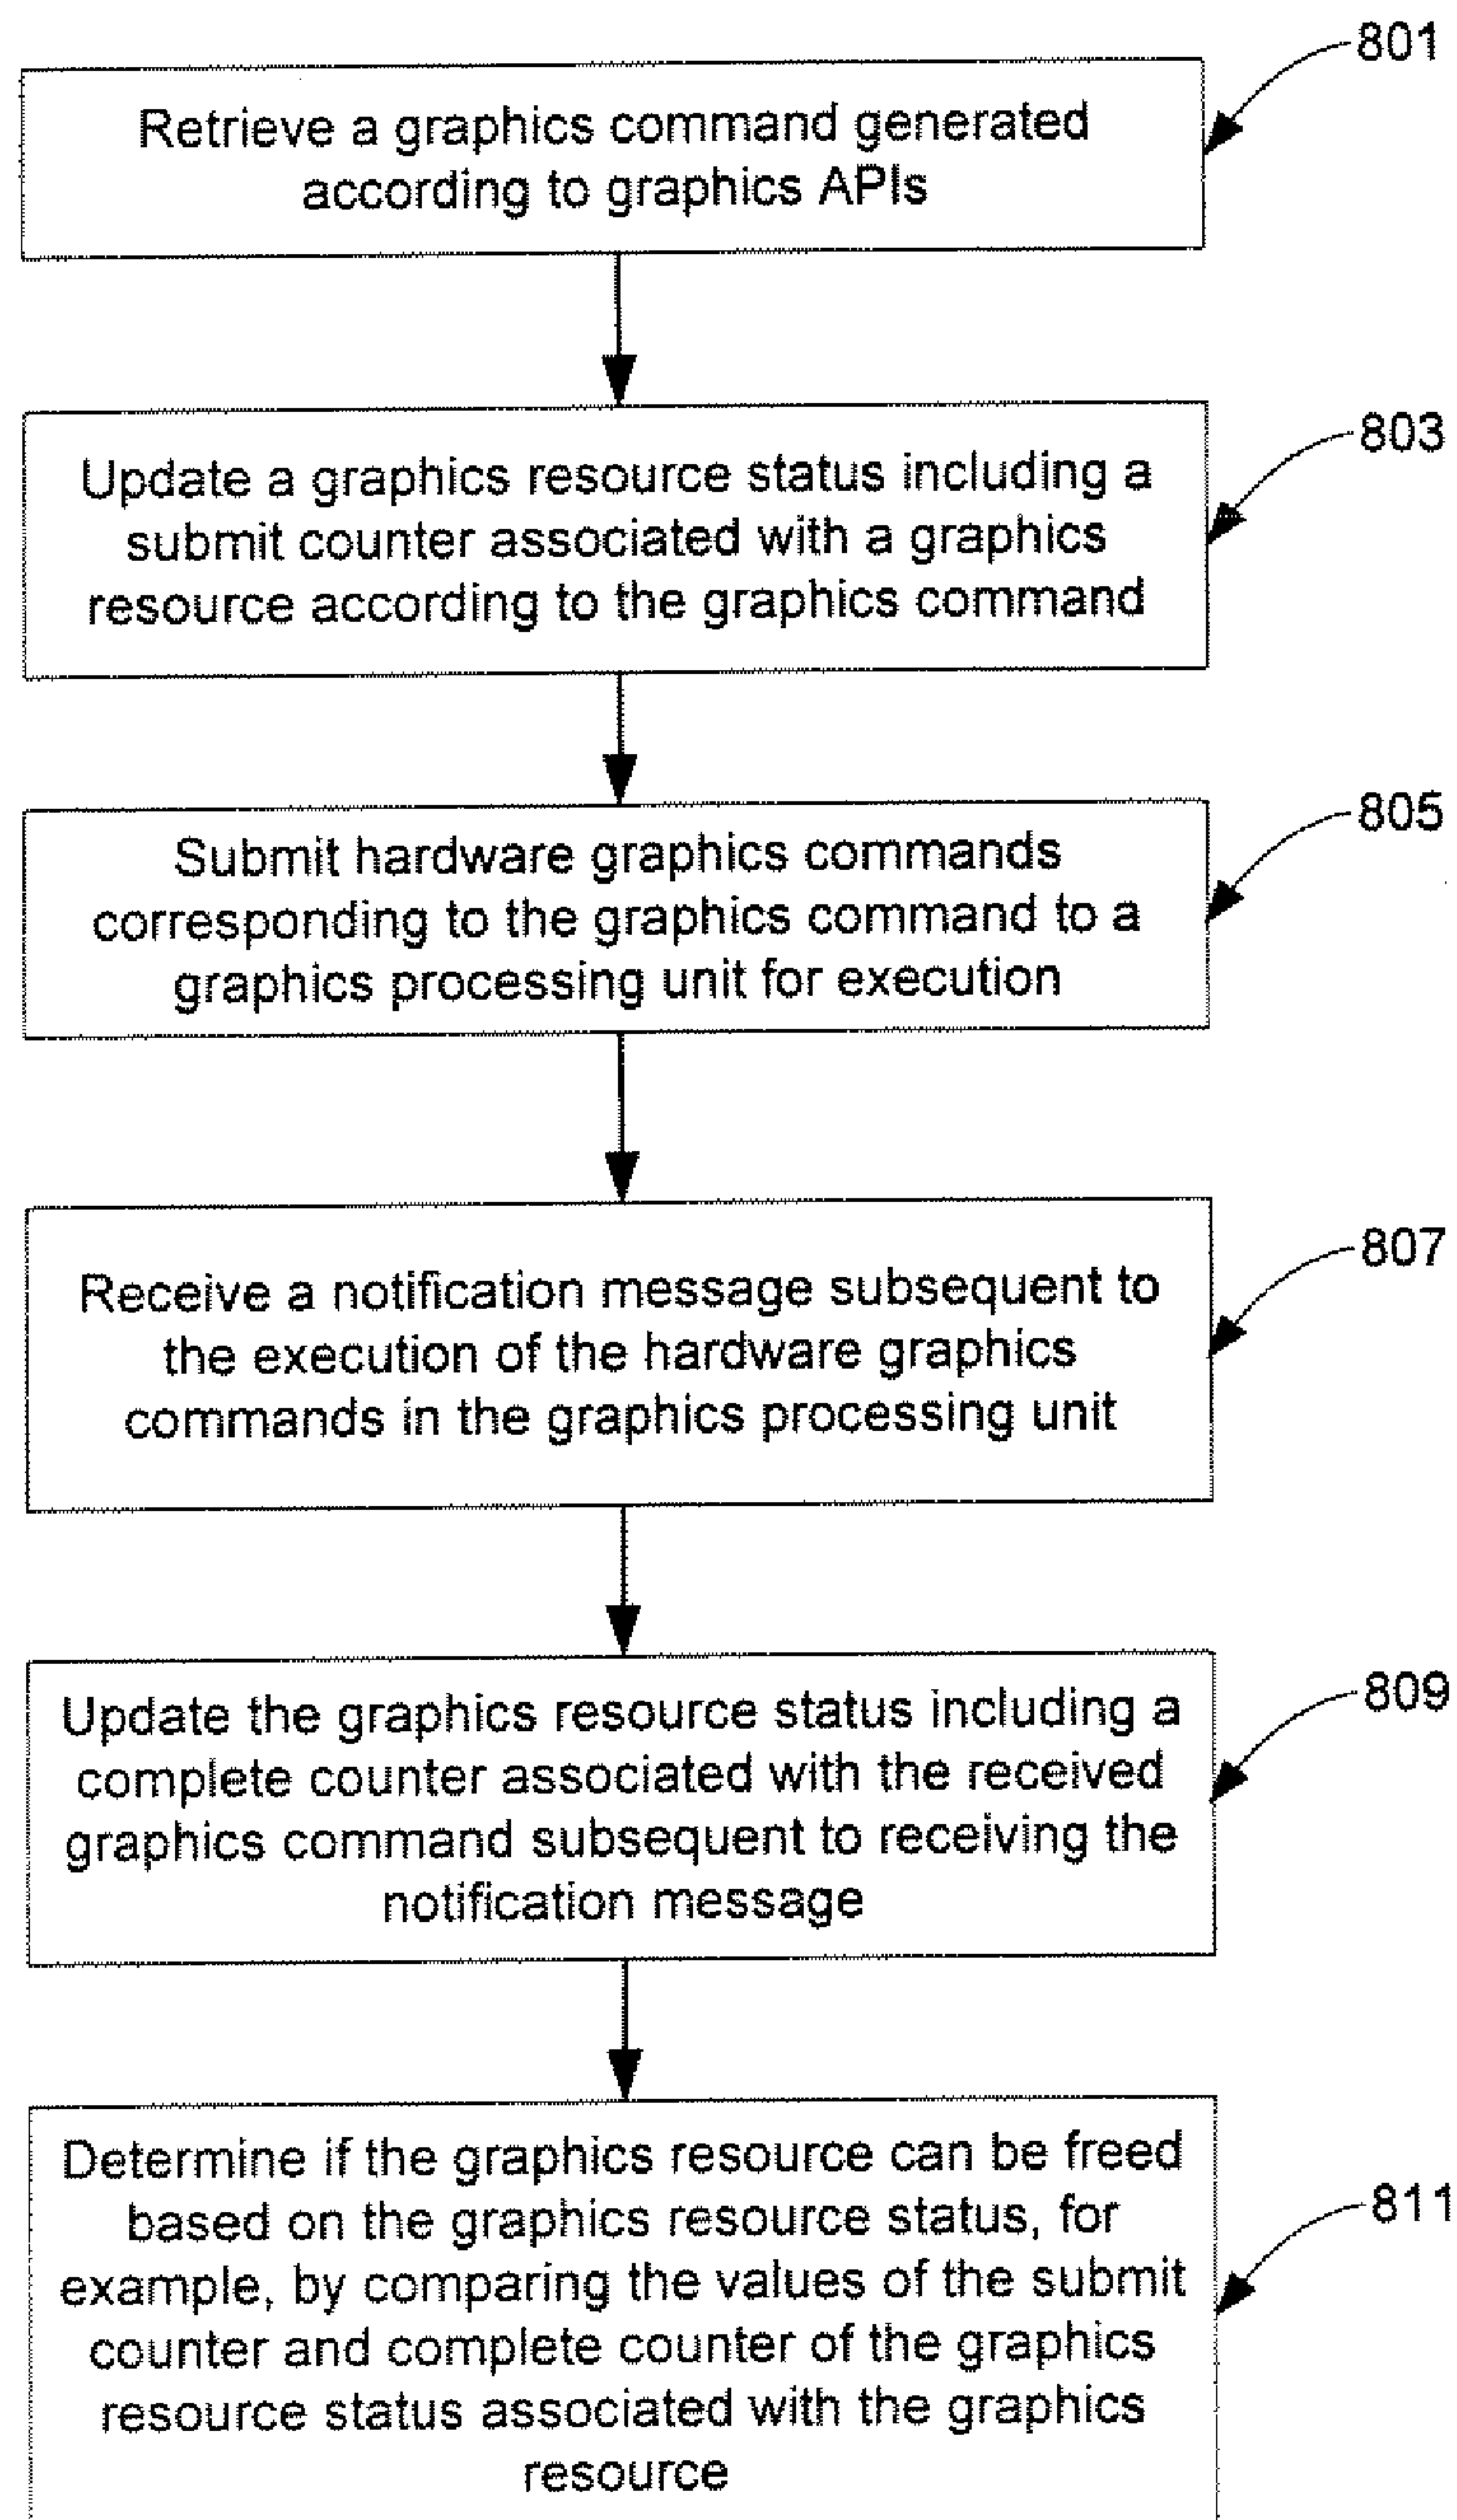 801
Retrieve a graphics command generated
according to graphics APIs
803
Update a graphics resource status including a
submit counter associated with a graphics
resource according to the graphics command
805
Submit hardware graphics commands
corresponding to the graphics command to a
graphics processing unit for execution
807
Receive a notification message subsequent to
the execution of the hardware graphics
commands in the graphics processing unit
809
Update the graphics resource status including a
complete counter associated with the received
graphics command subsequent to receiving the
notification message
811
Determine if the graphics resource can be freed
based on the graphics resource status, for
example, by comparing the values of the submit
counter and complete counter of the graphics
resource status associated with the graphics
resource